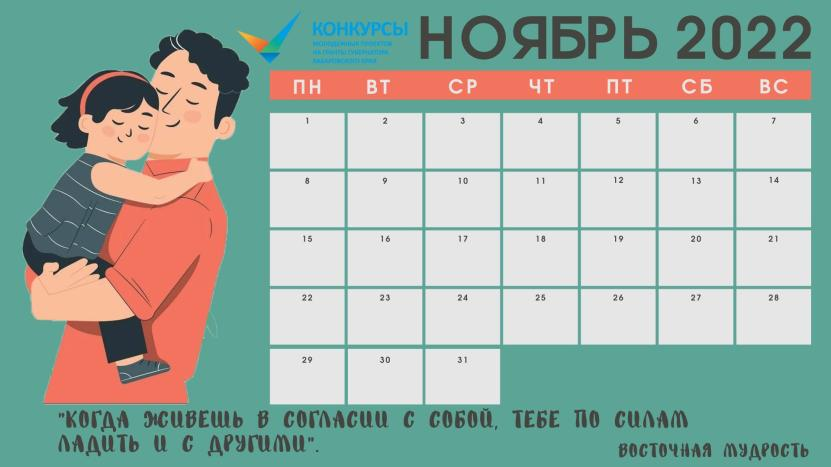 КОНКУРСЫ
МОЛОДЕЖНЫХ ПРОЕКТОВ
НА ГРАНТЫ ГУБЕРНАТОРА
ХАБАРОВСКОГО КРАЯ
НОЯБРЬ 2022
ПН ВТ СР ЧТ ПТ СБ ВС
1 2 3 4 5 6 7
8 9 10 11 12 13 14
15 16 17 18 19 20 21
22 23 24 25 26 27 28
29 30 31
"КОГДА ЖИВЕШЬ В СОГЛАСИИ С СОБОЙ, ТЕБЕ ПО СИЛАМ
ЛАДИТЬ И С ДРУГИМИ".
ВОСТОЧНАЯ МУДРОСТЬ